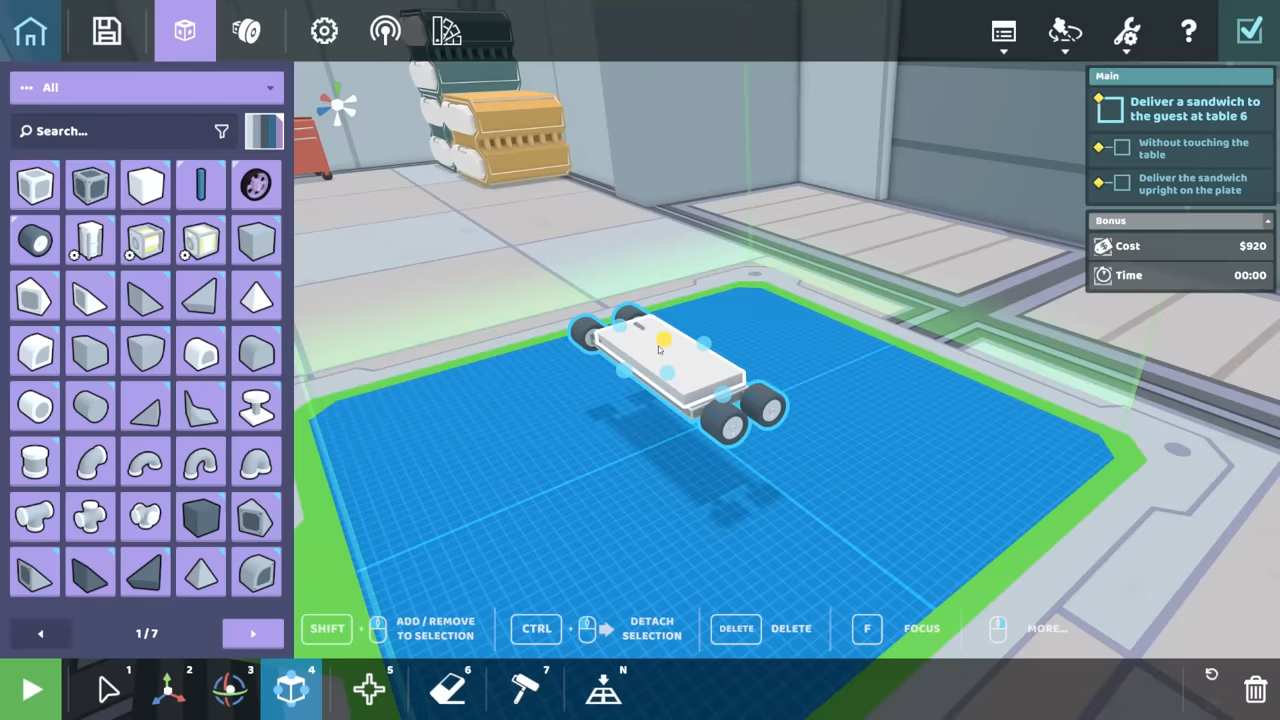 All
Search...
1/7
Main
Deliver a sandwich to
the guest at table 6
Without touching the
table
Deliver the sandwich
upright on the plate
Bonus
Cost
$920
Time
00:00
SHIFT
+
ADD / REMOVE
TO SELECTION
CTRL
+
DETACH
SELECTION
DELETE
DELETE
F
FOCUS
MORE...
1
2
3
4
5
6
7
N